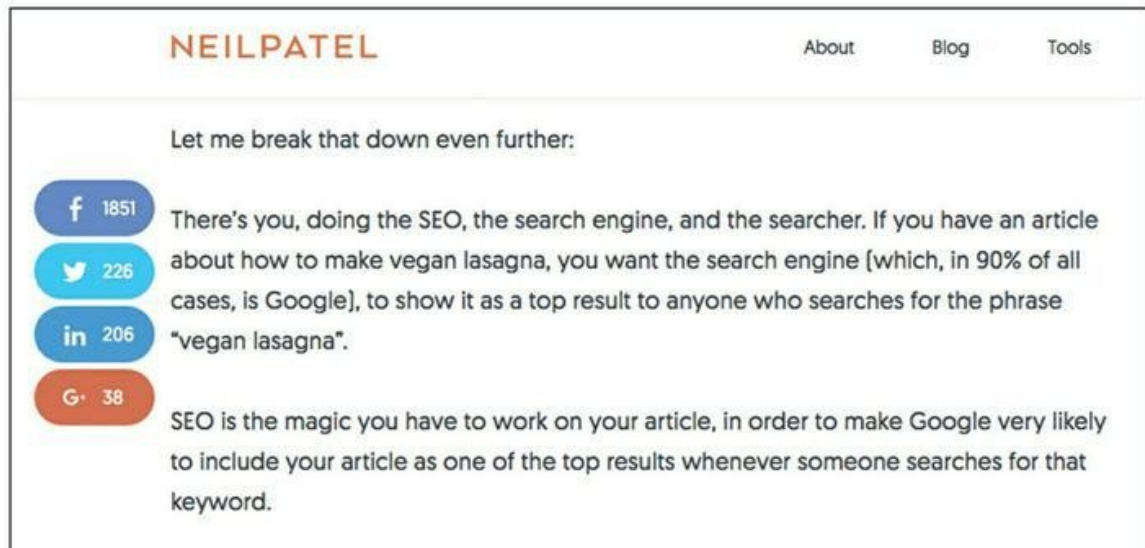 NEILPATEL
About Blog Tools
Let me break that down even further:
f 1851
There's you, doing the SEO, the search engine, and the searcher. If you have an article
about how to make vegan lasagna, you want the search engine (which, in 90% of all
226
cases, is Google), to show it as a top result to anyone who searches for the phrase
in 206
"vegan lasagna".
G+ 38
SEO is the magic you have to work on your article, in order to make Google very likely
to include your article as one of the top results whenever someone searches for that
keyword.